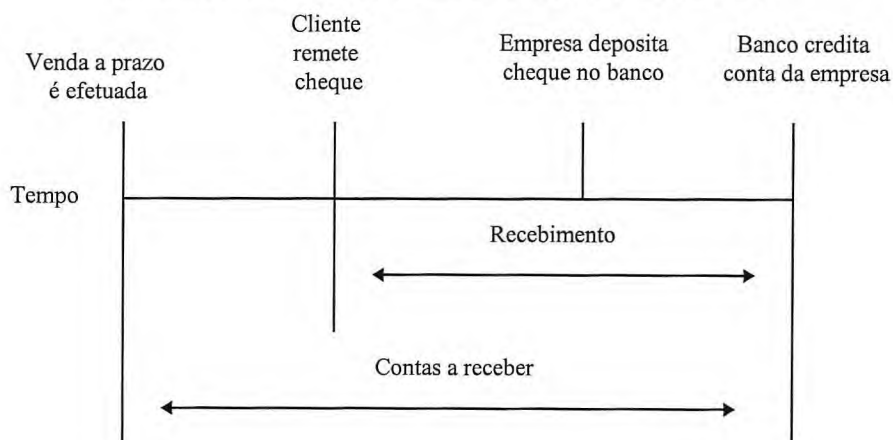 Venda a prazo
é efetuada
Cliente
remete
cheque
Empresa deposita
cheque no banco
Banco credita
conta da empresa
Tempo
Recebimento
Contas a receber